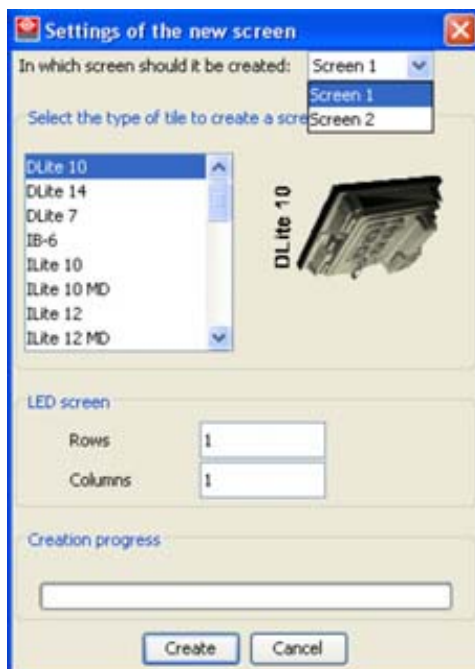 Settings of the new screen
In which screen should it be created: Screen 1
Screen 1
Screen 2
Select the type of tile to create a scre
DLite 10
DLite 14
DLite 7
IB-6
ILite 10
ILite 10 MD
ILite 12
ILite 12 MD
DLite 10
LED screen
Rows 1
Columns 1
Creation progress
Create Cancel